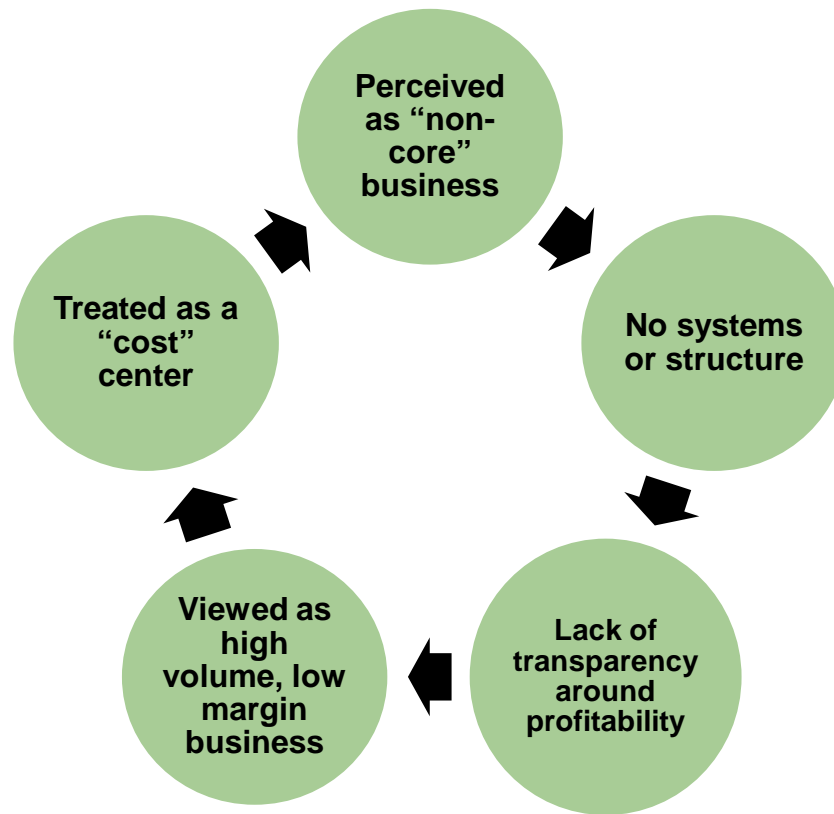 Perceived
as “non-
core”
business
No systems
or structure
Lack of
transparency
around
profitability
Viewed as
high
volume, low
margin
business
Treated as a
“cost”
center